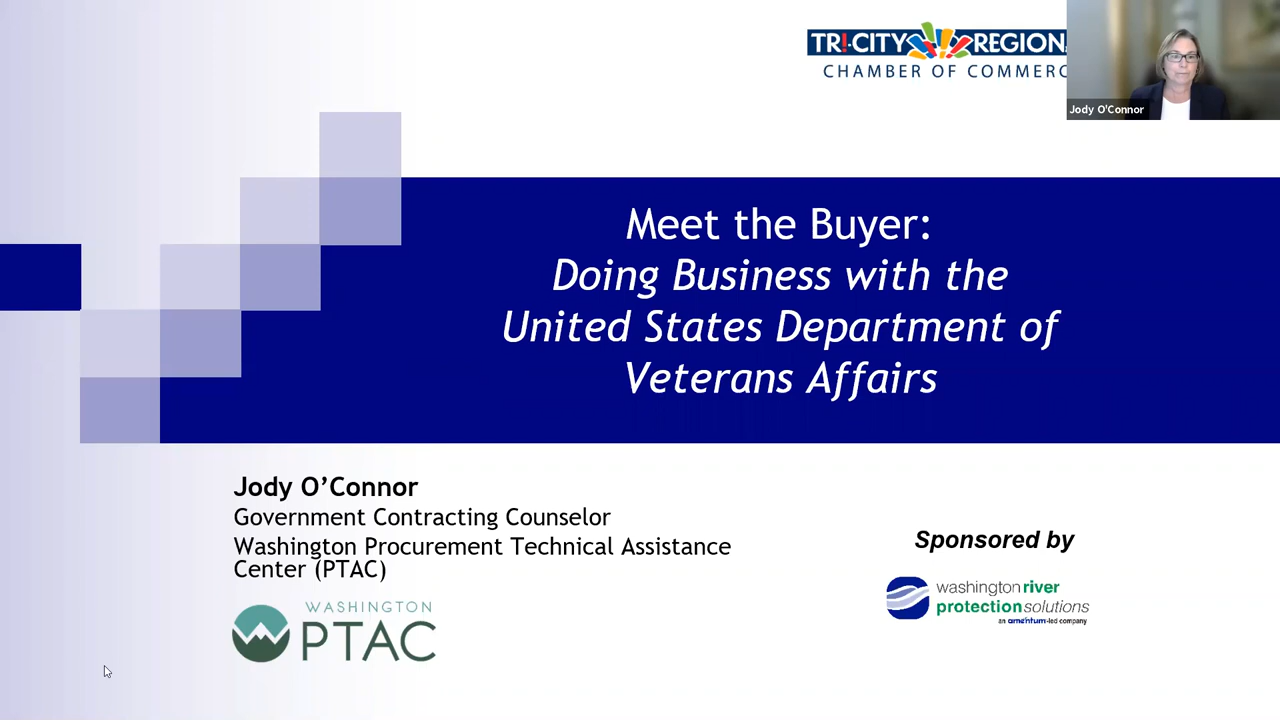 TR!-CITY REGIONA
CHAMBER OF COMMERC
Jody O'Connor
Meet the Buyer:
Doing Business with the
United States Department of
Veterans Affairs
Jody O’Connor
Government Contracting Counselor
Washington Procurement Technical Assistance
Center (PTAC)
WASHINGTON
PTAC
Sponsored by
washington river
protection solutions
an amentum-led company